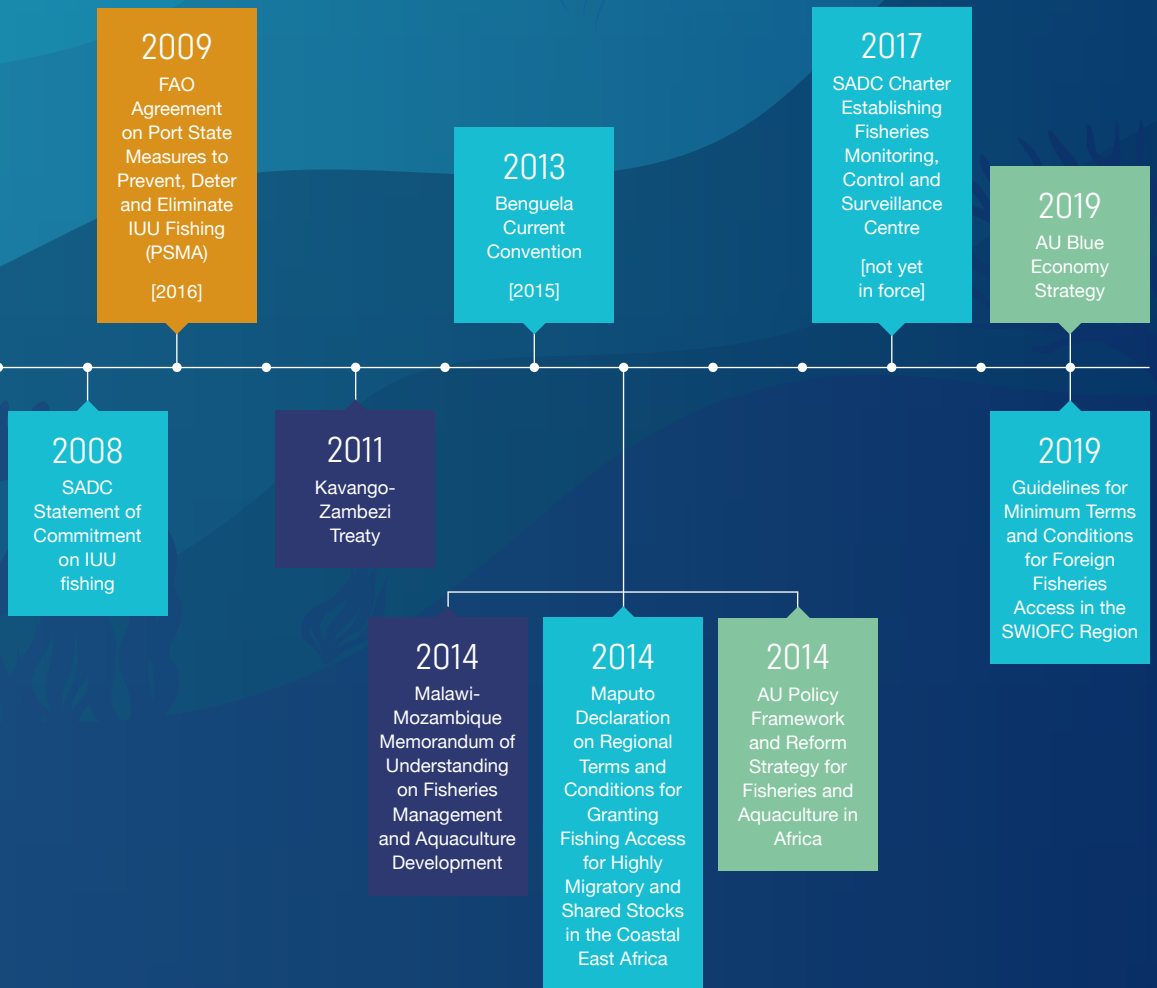 2009
FAO
Agreement
on Port State
Measures to
Prevent, Deter
and Eliminate
IUU Fishing
(PSMA)
[2016]
2013
Benguela
Current
Convention
[2015]
2017
SADC Charter
Establishing
Fisheries
Monitoring,
Control and
Surveillance
Centre
[not yet
in force]
2019
AU Blue
Economy
Strategy
2008
SADC
Statement of
Commitment
on IUU
fishing
2011
Kavango-
Zambezi
Treaty
2014
Malawi-
Mozambique
Memorandum of
Understanding
on Fisheries
Management
and Aquaculture
Development
2014
Maputo
Declaration
on Regional
Terms and
Conditions for
Granting
Fishing Access
for Highly
Migratory and
Shared Stocks
in the Coastal
East Africa
2014
AU Policy
Framework
and Reform
Strategy for
Fisheries and
Aquaculture in
Africa
2019
Guidelines for
Minimum Terms
and Conditions
for Foreign
Fisheries
Access in the
SWIOFC Region